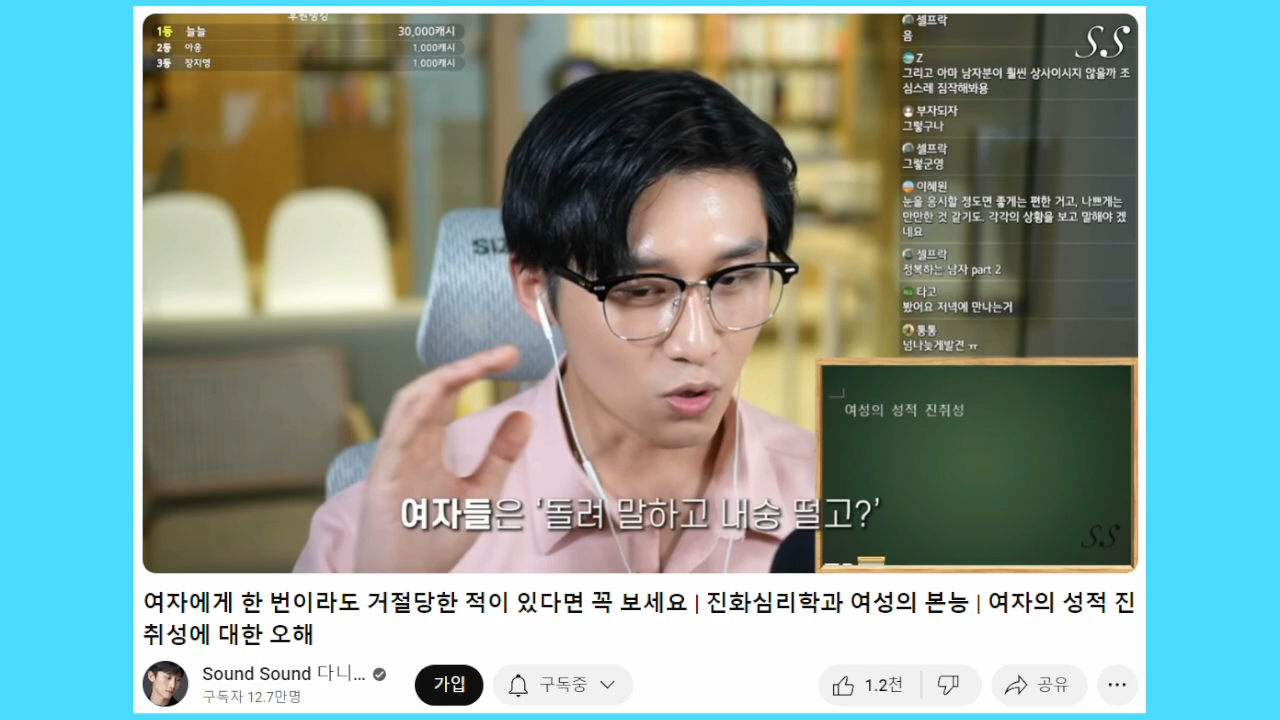 후원랭킹
1등 늘늘 30,000캐시
2등 아옹 1,000캐시
3등 장지영 1,000캐시
SS
셀프락
음
Z
그리고 아마 남자분이 훨씬 상사이시지 않을까 조
심스레 짐작해봐용
부자되자
그렇구나
셀프락
그렇군영
이혜원
눈을 응시할 정도면 좋게는 편한 거고, 나쁘게는
만만한 것 같기도. 각각의 상황을 보고 말해야 겠
네요
셀프락
정복하는 남자 part 2
타고
봤어요 저녁에 만나는거
통통
넘나늦게발견 ㅠ
여성의 성적 진취성
여자들은 ‘돌려 말하고 내숭 떨고?’
SS
여자에게 한 번이라도 거절당한 적이 있다면 꼭 보세요 | 진화심리학과 여성의 본능 | 여자의 성적 진
취성에 대한 오해
Sound Sound 다니...
구독자 12.7만명
가입
구독중
1.2천
공유